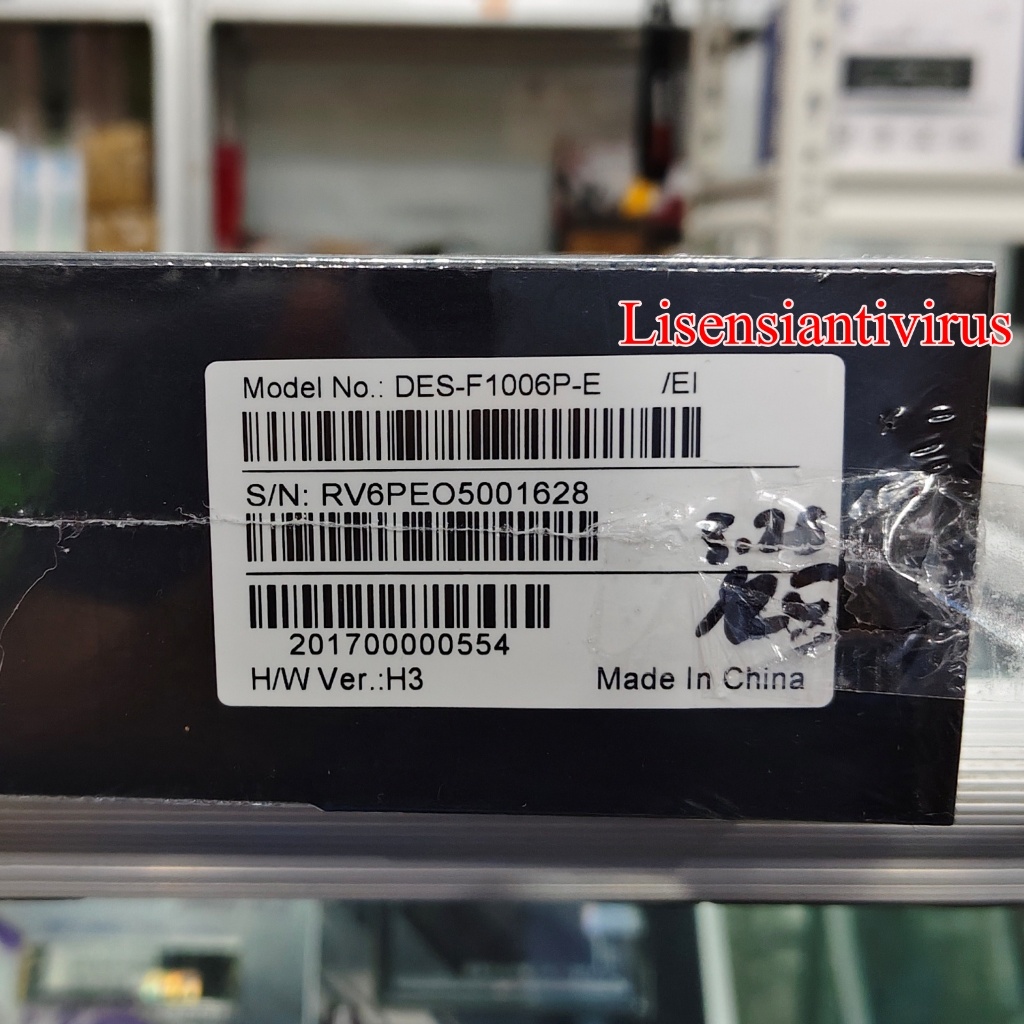 Lisensiantivirus
Model No.: DES-F1006P-E /EI
S/N: RV6PEO5001628
201700000554
H/W Ver.:H3 Made In China